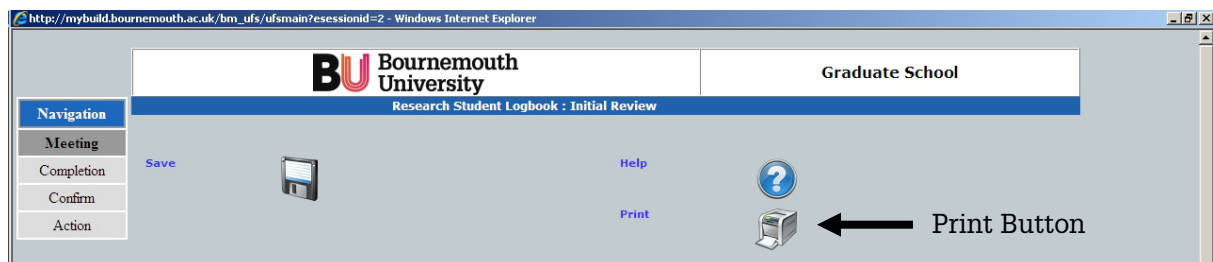 http://mybuild.bournemouth.ac.uk/bm_ufs/ufsmain?esessionid=2 - Windows Internet Explorer
BU Bournemouth
University
Graduate School
Research Student Logbook : Initial Review
Navigation
Meeting
Completion
Confirm
Action
Save
Help
?
Print
Print Button